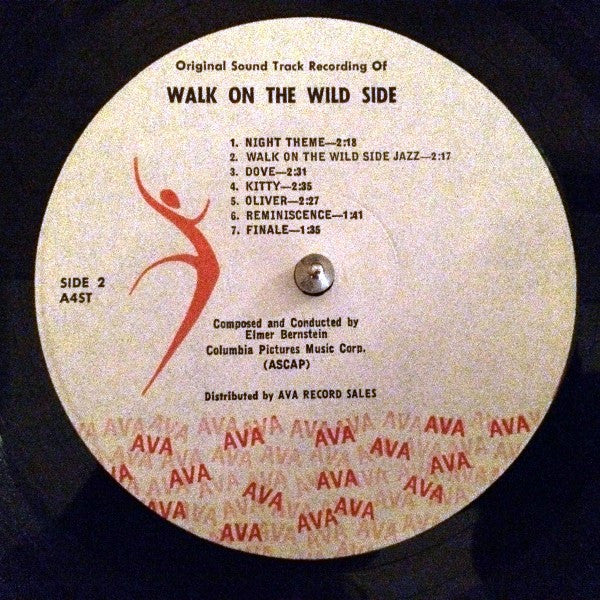 Original Sound Track Recording Of
WALK ON THE WILD SIDE
1. NIGHT THEME—2:18
2. WALK ON THE WILD SIDE JAZZ—2:17
3. DOVE—2:31
4. KITTY—2:35
5. OLIVER—2:27
6. REMINISCENCE—1:41
7. FINALE—1:35
SIDE 2
A4ST
Composed and Conducted by
Elmer Bernstein
Columbia Pictures Music Corp.
(ASCAP)
Distributed by AVA RECORD SALES
AVA AVA AVA AVA AVA
AVA AVA AVA
AVA AVA AVA
AVA AVA AVA
AVA AVA AVA